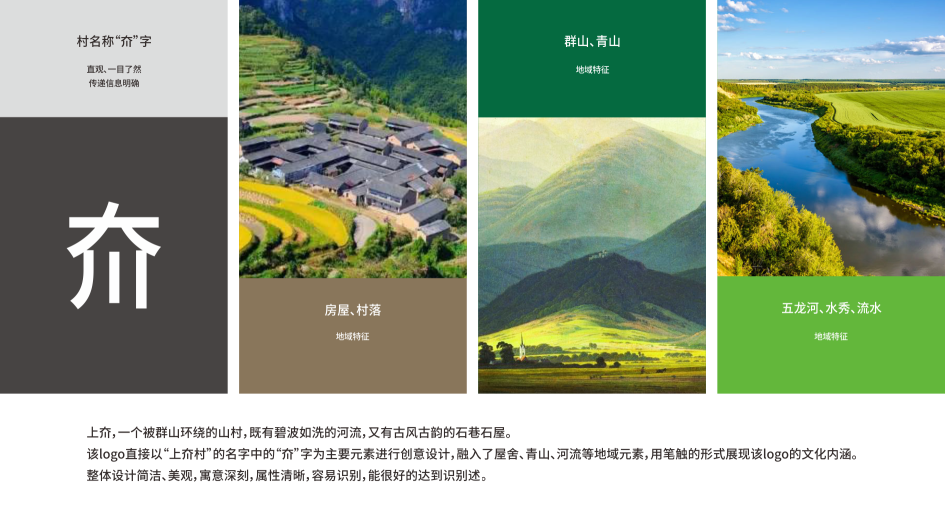 村名称“夼”字
直观、一目了然
传递信息明确
夼
房屋、村落
地域特征
群山、青山
地域特征
五龙河、水秀、流水
地域特征
上夼,一个被群山环绕的山村,既有碧波如洗的河流,又有古风古韵的石巷石屋。
该logo直接以“上夼村”的名字中的“夼”字为主要元素进行创意设计,融入了屋舍、青山、河流等地域元素,用笔触的形式展现该logo的文化内涵。
整体设计简洁、美观,寓意深刻,属性清晰,容易识别,能很好的达到识别述。